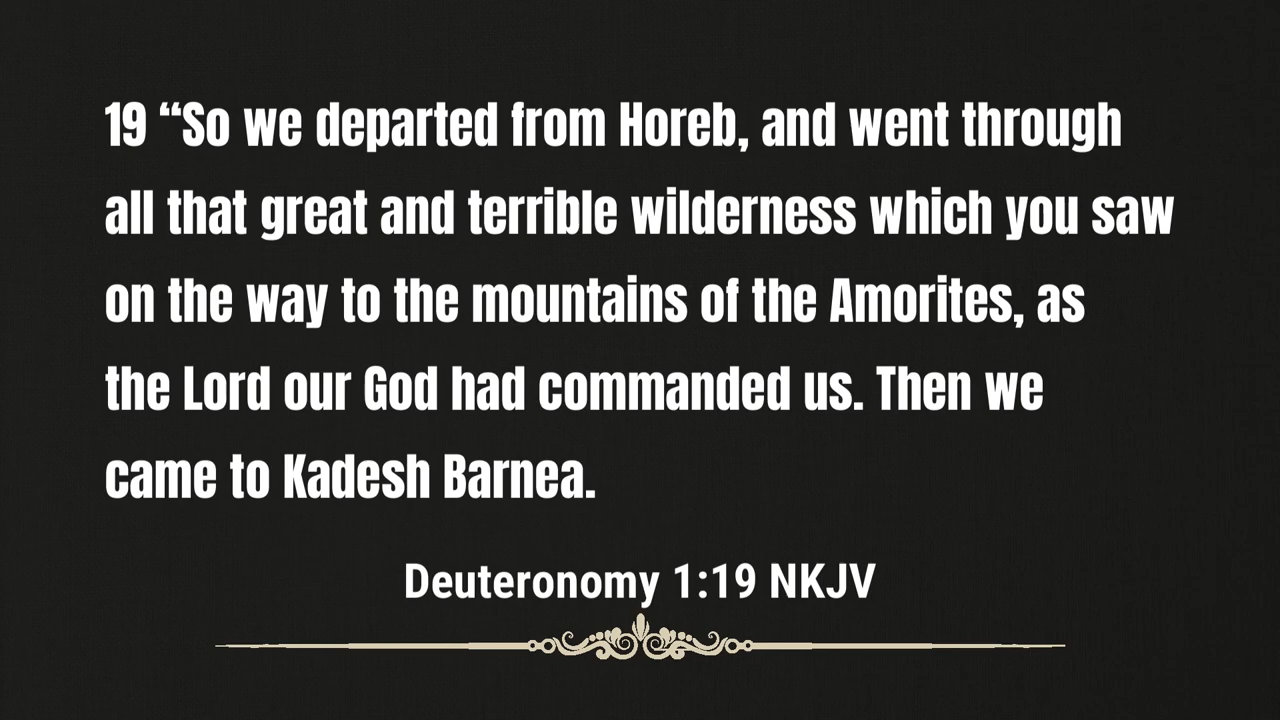 19 “So we departed from Horeb, and went through
all that great and terrible wilderness which you saw
on the way to the mountains of the Amorites, as
the Lord our God had commanded us. Then we
came to Kadesh Barnea.
Deuteronomy 1:19 NKJV